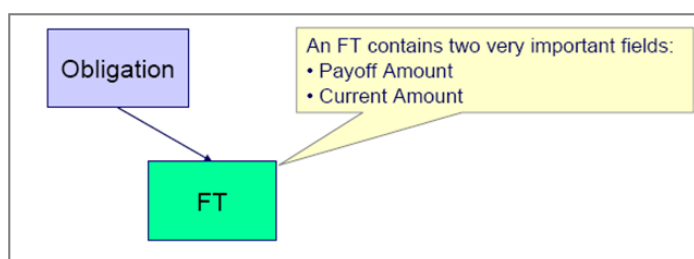 Obligation
An FT contains two very important fields:
• Payoff Amount
• Current Amount
FT